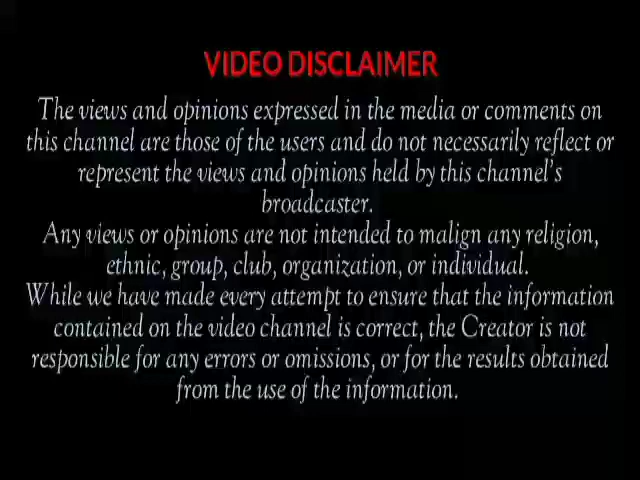 VIDEO DISCLAIMER
The views and opinions expressed in the media or comments on
this channel are those of the users and do not necessarily reflect or
represent the views and opinions held by this channel's
broadcaster.
Any views or opinions are not intended to malign any religion,
ethnic, group, club, organization, or individual.
While we have made every attempt to ensure that the information
contained on the video channel is correct, the Creator is not
responsible for any errors or omissions, or for the results obtained
from the use of the information.